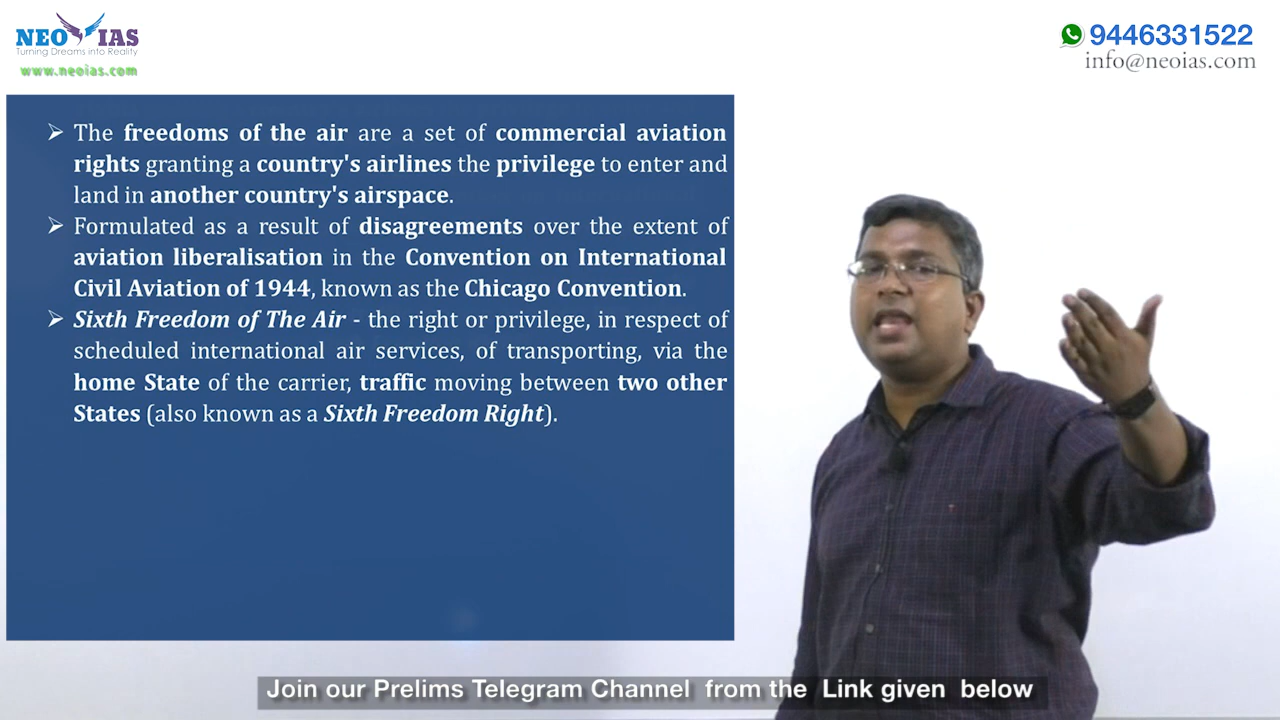 NEO IAS
Turning Dreams into Reality
www.neoias.com
9446331522
info@neoias.com
➢ The freedoms of the air are a set of commercial aviation
rights granting a country's airlines the privilege to enter and
land in another country's airspace.
➢ Formulated as a result of disagreements over the extent of
aviation liberalisation in the Convention on International
Civil Aviation of 1944, known as the Chicago Convention.
➢ Sixth Freedom of The Air - the right or privilege, in respect of
scheduled international air services, of transporting, via the
home State of the carrier, traffic moving between two other
States (also known as a Sixth Freedom Right).
Join our Prelims Telegram Channel from the Link given below